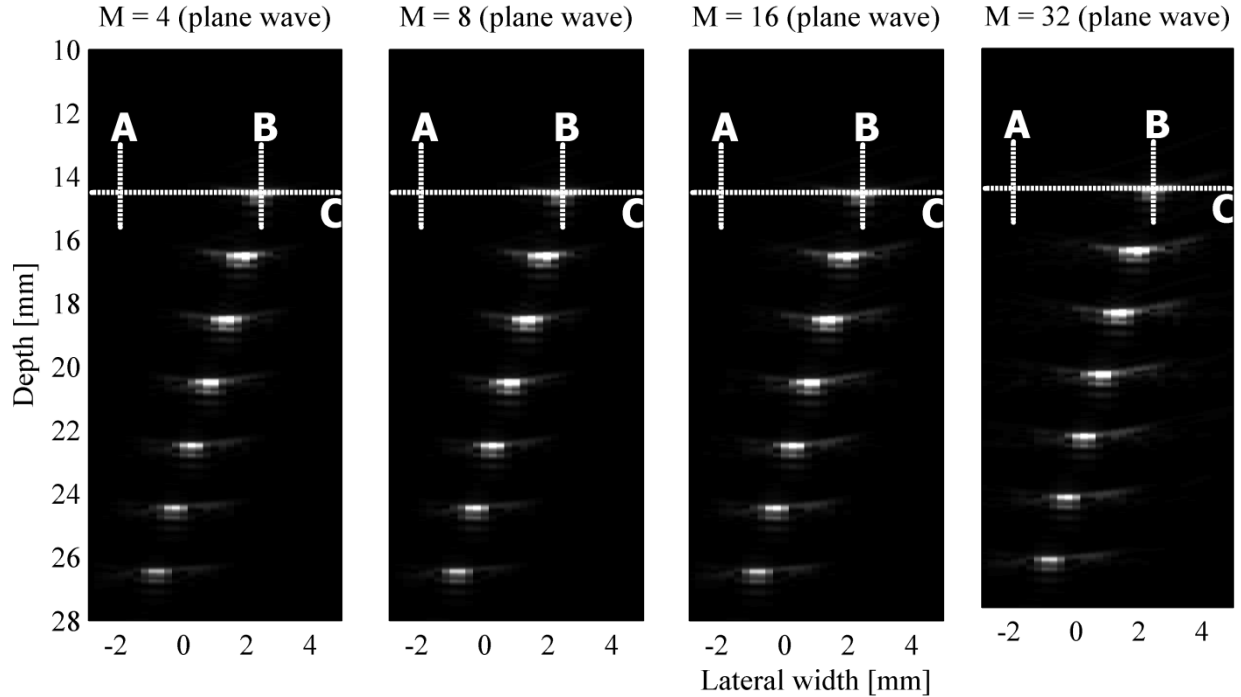 M = 4 (plane wave) M = 8 (plane wave) M = 16 (plane wave) M = 32 (plane wave)
10
12
A B A B A B A B
14
C C C C
16
18
Depth [mm]
20
22
24
26
28
-2 0 2 4 -2 0 2 4 -2 0 2 4 -2 0 2 4
Lateral width [mm]